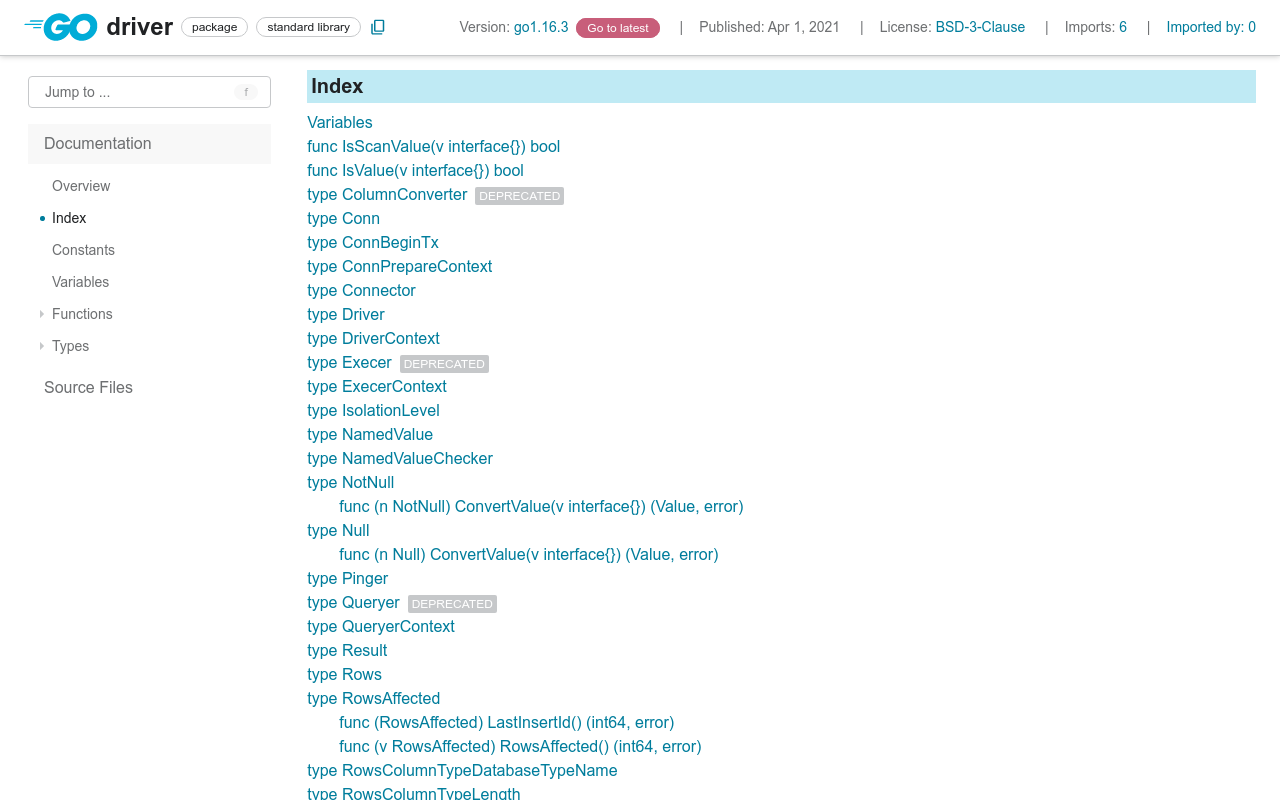 GO driver package standard library Version: go1.16.3 Go to latest | Published: Apr 1, 2021 | License: BSD-3-Clause | Imports: 6 | Imported by: 0
Jump to ... f
Documentation
Overview
Index
Constants
Variables
Functions
Types
Source Files
Index
Variables
func IsScanValue(v interface{}) bool
func IsValue(v interface{}) bool
type ColumnConverter DEPRECATED
type Conn
type ConnBeginTx
type ConnPrepareContext
type Connector
type Driver
type DriverContext
type Execer DEPRECATED
type ExecerContext
type IsolationLevel
type NamedValue
type NamedValueChecker
type NotNull
func (n NotNull) ConvertValue(v interface{}) (Value, error)
type Null
func (n Null) ConvertValue(v interface{}) (Value, error)
type Pinger
type Queryer DEPRECATED
type QueryerContext
type Result
type Rows
type RowsAffected
func (RowsAffected) LastInsertId() (int64, error)
func (v RowsAffected) RowsAffected() (int64, error)
type RowsColumnTypeDatabaseTypeName
type RowsColumnTypeLength